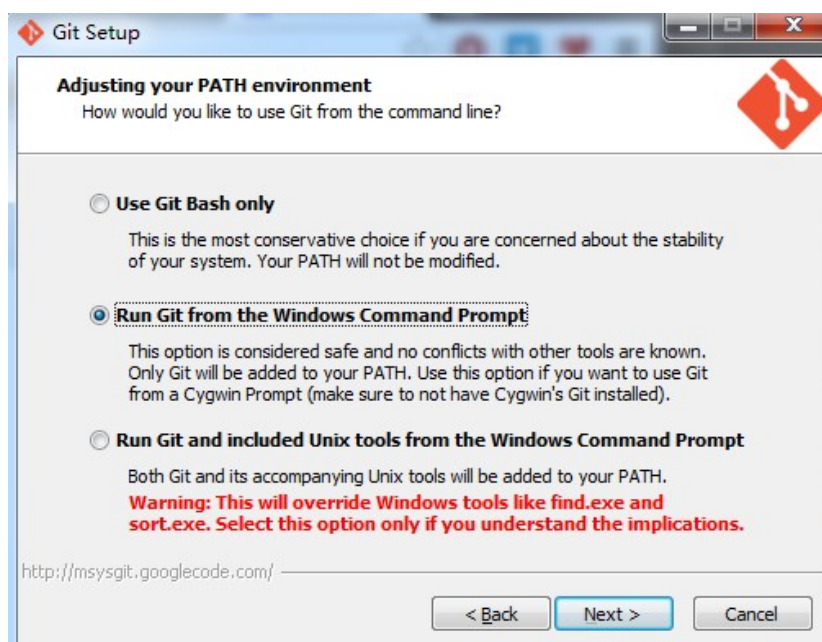 Git Setup
Adjusting your PATH environment
How would you like to use Git from the command line?
Use Git Bash only
This is the most conservative choice if you are concerned about the stability
of your system. Your PATH will not be modified.
Run Git from the Windows Command Prompt
This option is considered safe and no conflicts with other tools are known.
Only Git will be added to your PATH. Use this option if you want to use Git
from a Cygwin Prompt (make sure to not have Cygwin's Git installed).
Run Git and included Unix tools from the Windows Command Prompt
Both Git and its accompanying Unix tools will be added to your PATH.
Warning: This will override Windows tools like find.exe and
sort.exe. Select this option only if you understand the implications.
http://msysgit.googlecode.com/
< Back Next > Cancel